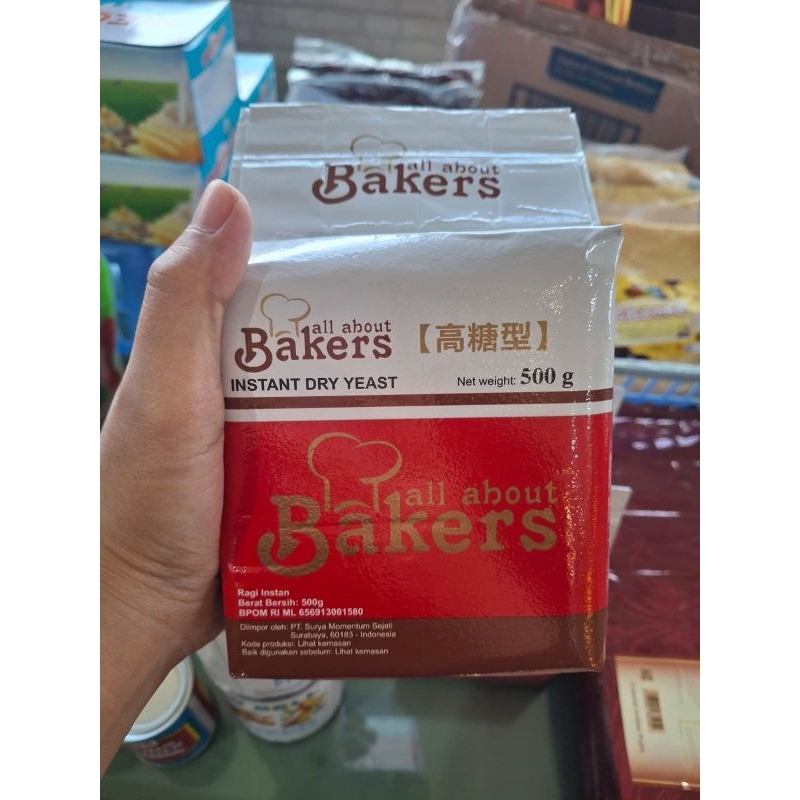 all about
Bakers
all about
Bakers
【高糖型】
INSTANT DRY YEAST
Net weight: 500 g
all about
Bakers
Ragi Instan
Berat Bersih: 500g
BPOM RI ML 656913001580
Diimpor oleh: PT. Surya Momentum Sejati
Surabaya, 60183 - Indonesia
Kode produksi: Lihat kemasan
Baik digunakan sebelum: Lihat kemasan